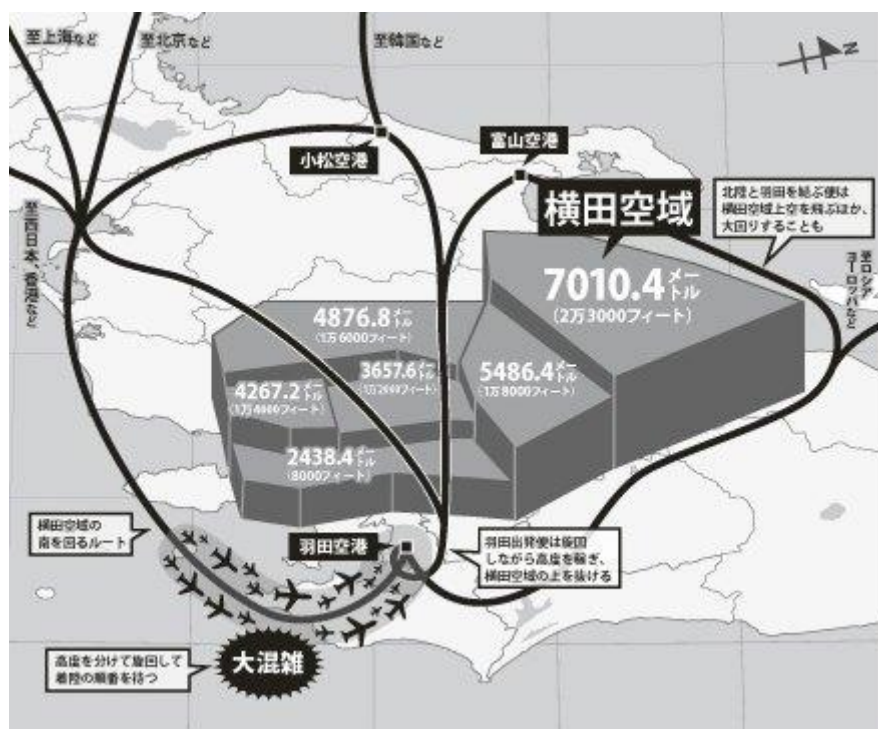 至上海など
至北京など
至韓国など
N
小松空港
富山空港
横田空域
北陸と羽田を結ぶ便は
横田空域上空を飛ぶほか、
大回りすることも
至西日本、香港など
至ロシア
ヨーロッパなど
7010.4メートル
（2万3000フィート）
4876.8メートル
（1万6000フィート）
3657.6メートル
（1万2000フィート）
5486.4メートル
（1万8000フィート）
4267.2メートル
（1万4000フィート）
2438.4メートル
（8000フィート）
横田空域の
南を回るルート
羽田空港
羽田出発便は旋回
しながら高度を稼ぎ、
横田空域の上を抜ける
高度を分けて旋回して
着陸の順番を待つ
大混雑